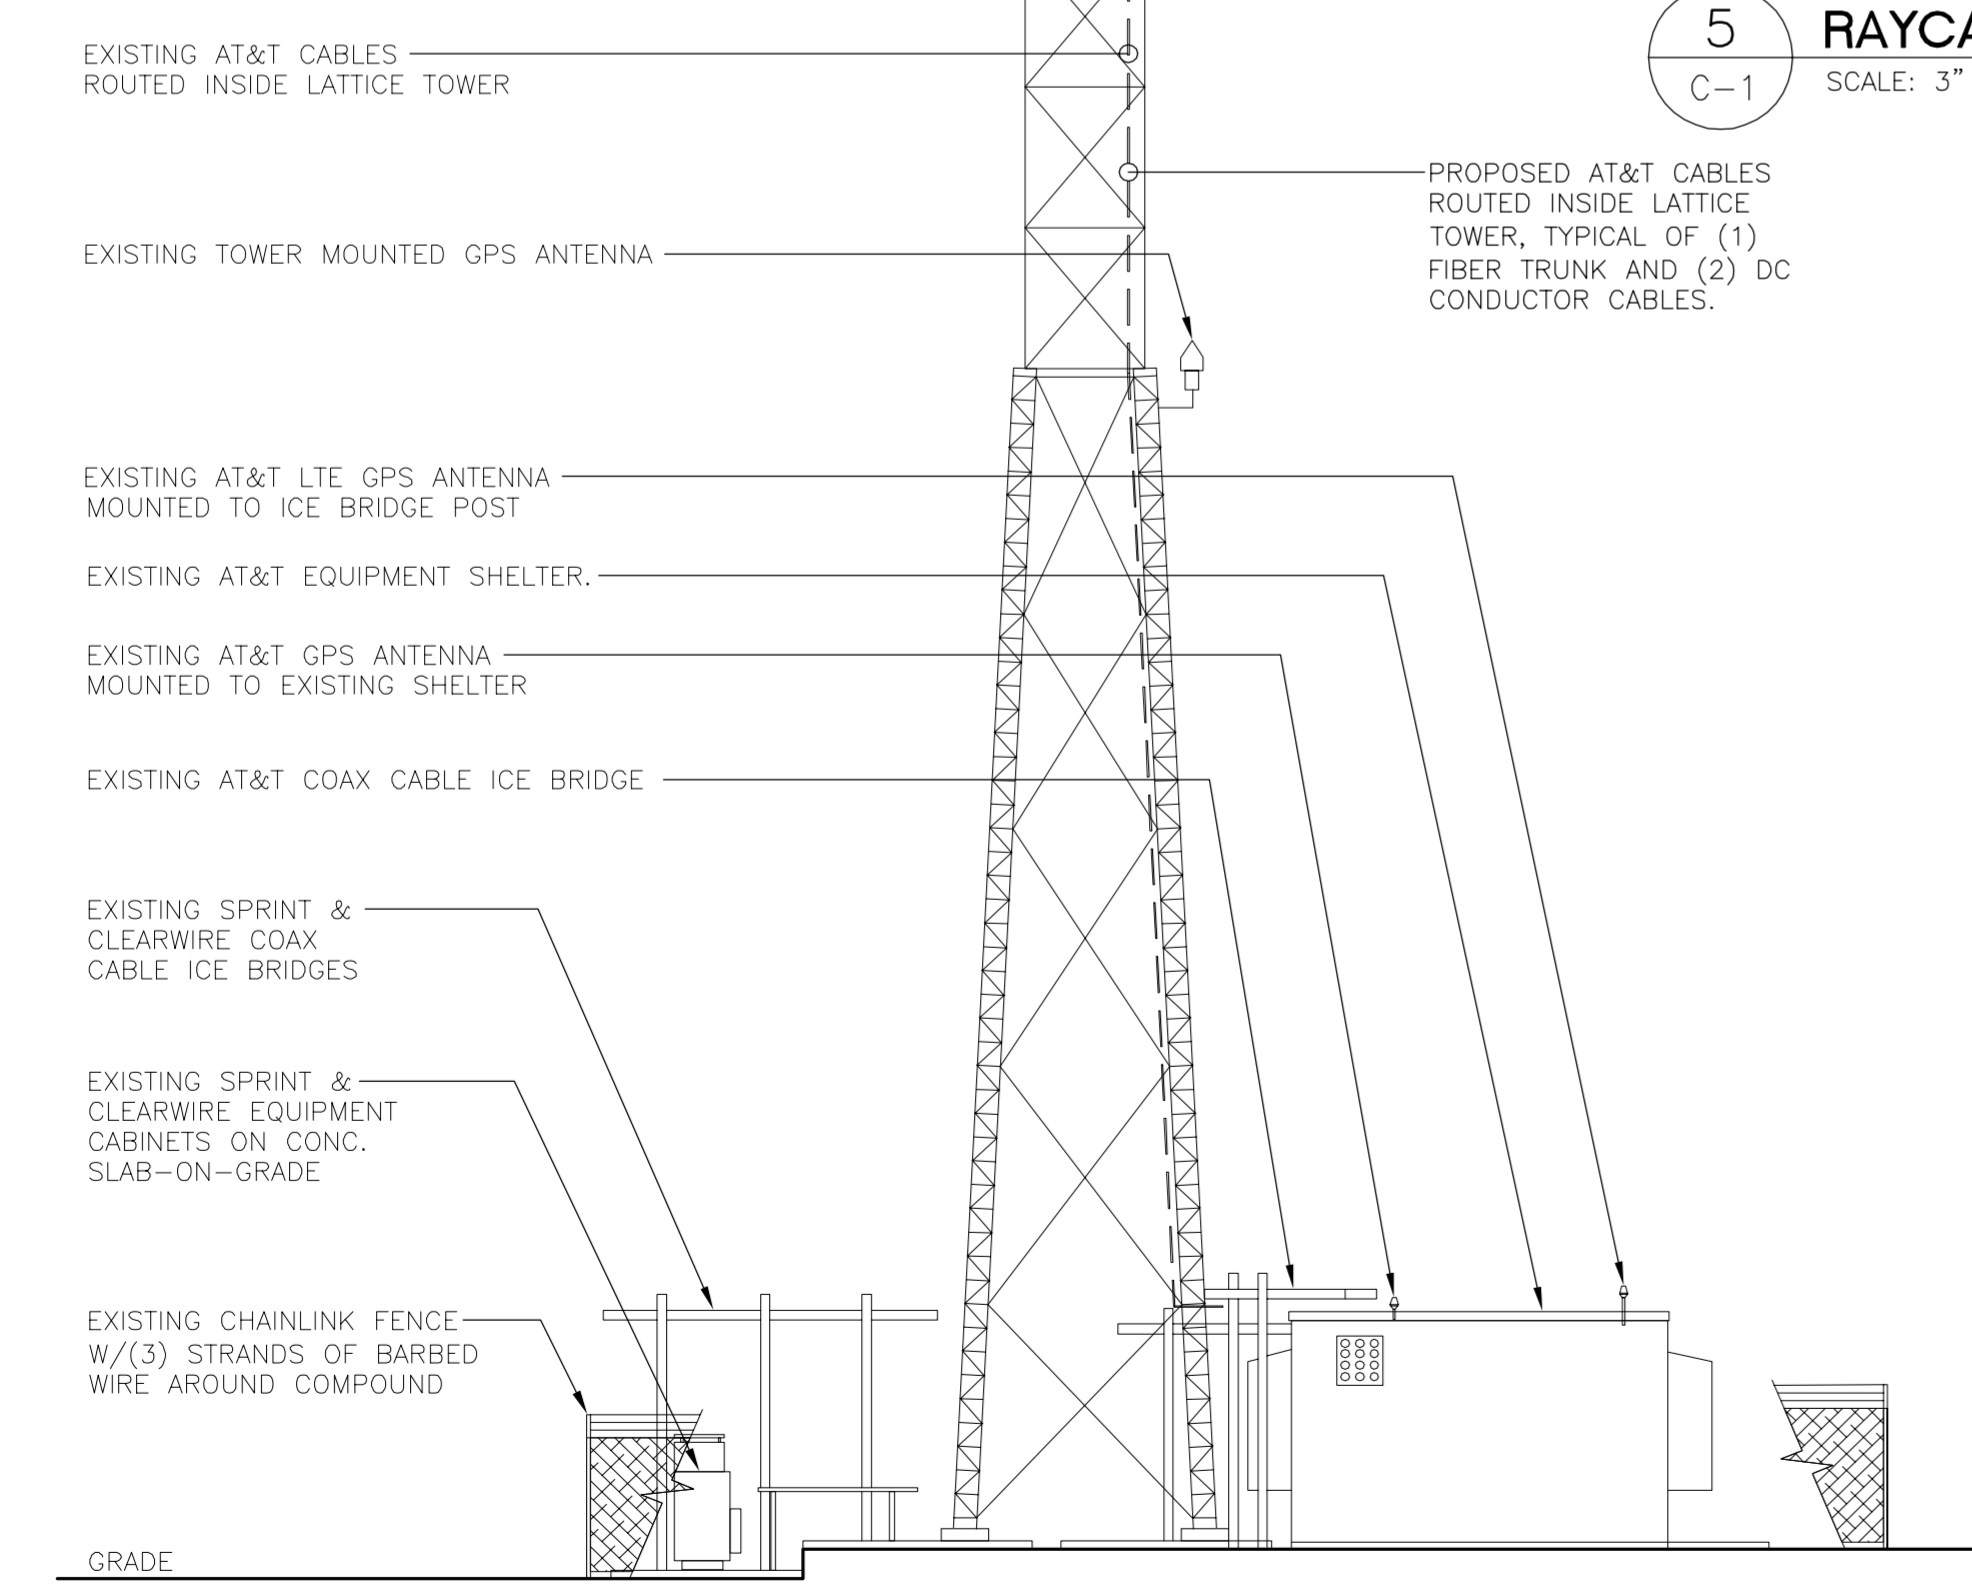 EXISTING AT&T CABLES
ROUTED INSIDE LATTICE TOWER
5
C-1
SCALE: 3"
PROPOSED AT&T CABLES
ROUTED INSIDE LATTICE
TOWER, TYPICAL OF (1)
FIBER TRUNK AND (2) DC
CONDUCTOR CABLES.
EXISTING TOWER MOUNTED GPS ANTENNA
EXISTING AT&T LTE GPS ANTENNA
MOUNTED TO ICE BRIDGE POST
EXISTING AT&T EQUIPMENT SHELTER.
EXISTING AT&T GPS ANTENNA
MOUNTED TO EXISTING SHELTER
EXISTING AT&T COAX CABLE ICE BRIDGE
EXISTING SPRINT &
CLEARWIRE COAX
CABLE ICE BRIDGES
EXISTING SPRINT &
CLEARWIRE EQUIPMENT
CABINETS ON CONC.
SLAB-ON-GRADE
EXISTING CHAINLINK FENCE
W/(3) STRANDS OF BARBED
WIRE AROUND COMPOUND
GRADE